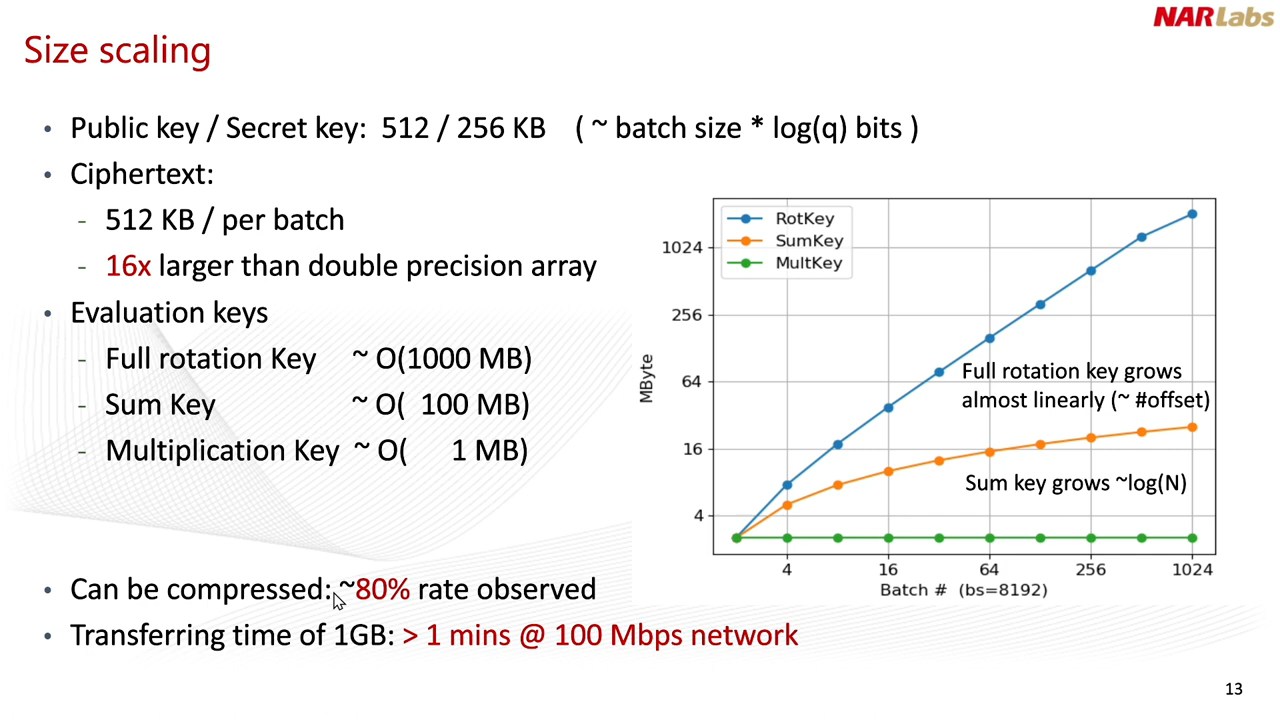 NARLabs
Size scaling
• Public key / Secret key: 512 / 256 KB ( ~ batch size * log(q) bits )
• Ciphertext:
- 512 KB / per batch
- 16x larger than double precision array
• Evaluation keys
- Full rotation Key ~ O(1000 MB)
- Sum Key ~ O( 100 MB)
- Multiplication Key ~ O( 1 MB)
• Can be compressed: ~80% rate observed
• Transferring time of 1GB: > 1 mins @ 100 Mbps network
RotKey
SumKey
MultKey
1024
256
64
16
4
MByte
Full rotation key grows
almost linearly (~ #offset)
Sum key grows ~log(N)
4 16 64 256 1024
Batch # (bs=8192)
13